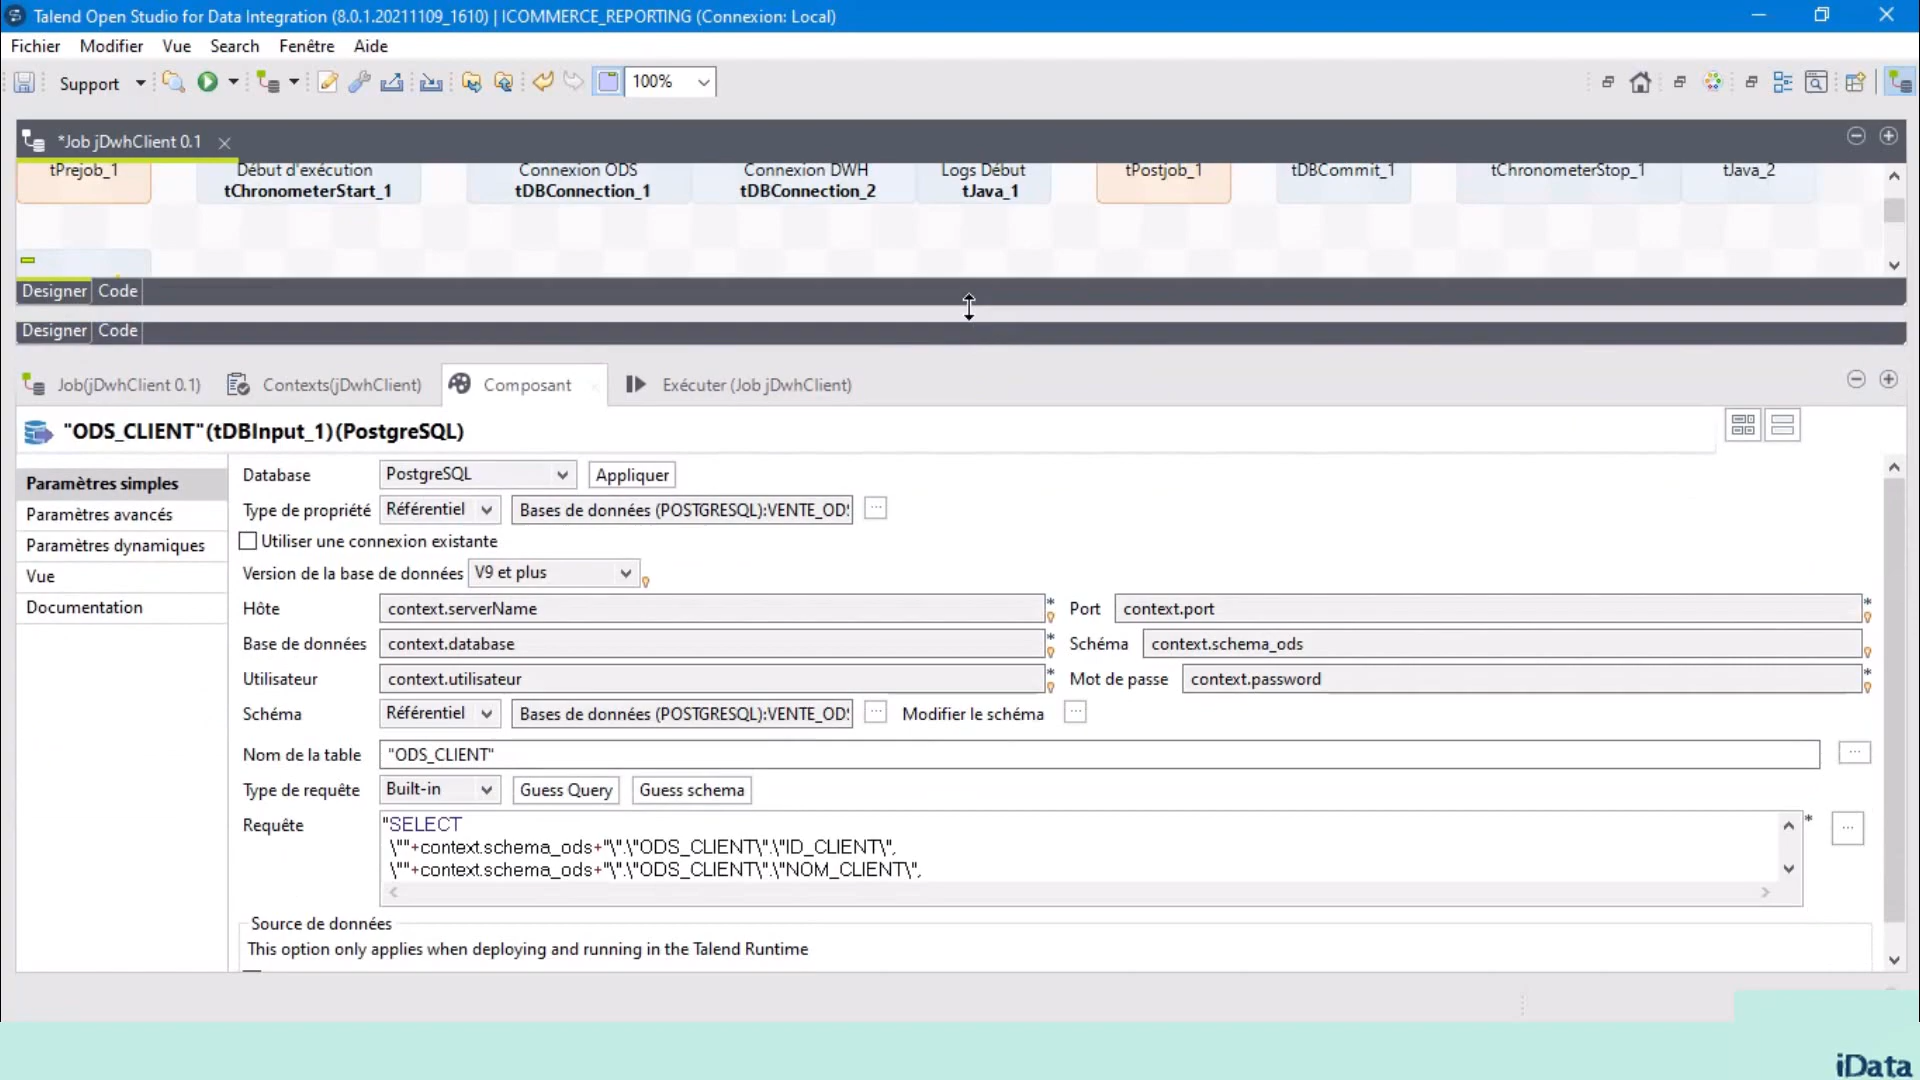 Talend Open Studio for Data Integration (8.0.1.20211109_1610) | ICOMMERCE_REPORTING (Connexion: Local)
Fichier Modifier Vue Search Fenêtre Aide
Support 100%
*Job jDwhClient 0.1
tPrejob_1 Début d'exécution Connexion ODS Connexion DWH Logs Début tPostjob_1 tDBCommit_1 tChronometerStop_1 tJava_2
tChronometerStart_1 tDBConnection_1 tDBConnection_2 tJava_1
Designer Code
Designer Code
Job(jDwhClient 0.1) Contexts(jDwhClient) Composant Exécuter (Job jDwhClient)
"ODS_CLIENT"(tDBInput_1)(PostgreSQL)
Paramètres simples
Paramètres avancés
Paramètres dynamiques
Vue
Documentation
Database PostgreSQL Appliquer
Type de propriété Référentiel Bases de données (POSTGRESQL):VENTE_OD ...
Utiliser une connexion existante
Version de la base de données V9 et plus
Hôte context.serverName * Port context.port *
Base de données context.database * Schéma context.schema_ods
Utilisateur context.utilisateur * Mot de passe context.password *
Schéma Référentiel Bases de données (POSTGRESQL):VENTE_OD ... Modifier le schéma ...
Nom de la table "ODS_CLIENT" ...
Type de requête Built-in Guess Query Guess schema
Requête "SELECT * ...
\""+context.schema_ods+"\".\"ODS_CLIENT\".\"ID_CLIENT\",
\""+context.schema_ods+"\".\"ODS_CLIENT\".\"NOM_CLIENT\",
Source de données
This option only applies when deploying and running in the Talend Runtime
iData